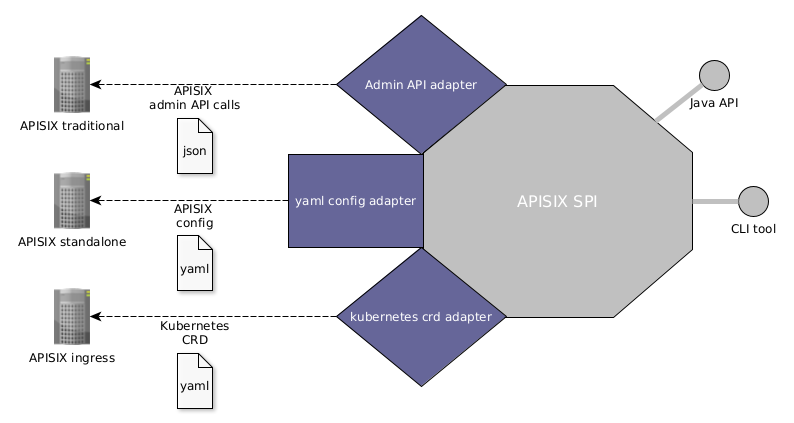 Admin API adapter
APISIX
admin API calls
APISIX traditional
json
Java API
yaml config adapter
APISIX SPI
APISIX
config
APISIX standalone
yaml
CLI tool
kubernetes crd adapter
Kubernetes
CRD
APISIX ingress
yaml